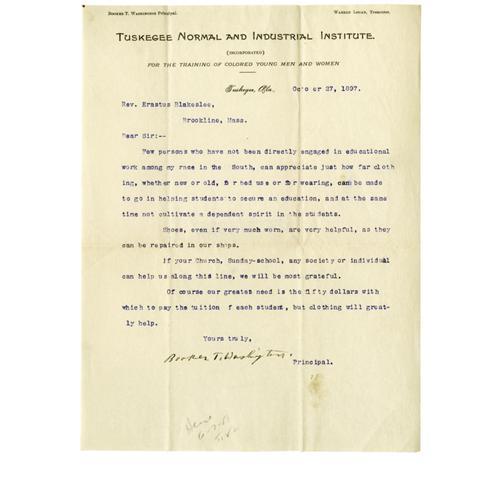 BOOKER T. WASHINGTON Principal. WARREN LOGAN, Treasurer.
TUSKEGEE NORMAL AND INDUSTRIAL INSTITUTE.
(INCORPORATED)
FOR THE TRAINING OF COLORED YOUNG MEN AND WOMEN
Tuskegee, Ala. Octo er 27, 1897.
Rev. Erastus Blakeslee,
Brookline, Mass.
Dear Sir:--
Few persons who have not been directly engaged in educational
work among my race in the South, can appreciate just how far cloth
ing, whether new or old, for bed use or for wearing, can be made
to go in helping students to secure an education, and at the same
time not cultivate a dependent spirit in the students.
Shoes, even if very much worn, are very helpful, as they
can be repaired in our shops.
If your Church, Sunday-school, any society or individual
can help us along this line, we will be most grateful.
Of course our greates need is the fifty dollars with
which to pay the tuition f each student, but clothing will great-
ly help.
Yours truly,
Booker T. Washington.
Principal.